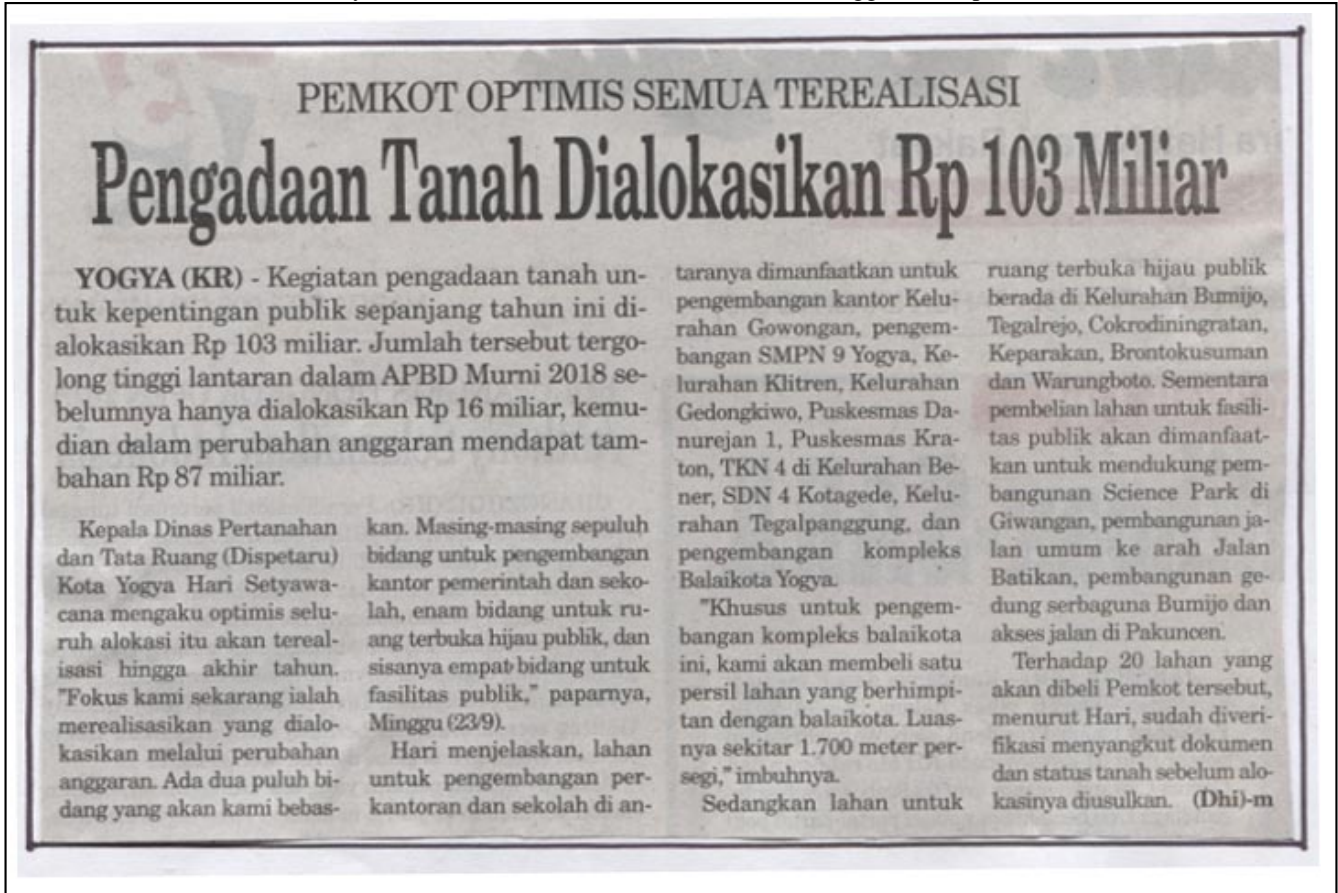 PEMKOT OPTIMIS SEMUA TEREALISASI
Pengadaan Tanah Dialokasikan Rp 103 Miliar
YOGYA (KR) - Kegiatan pengadaan tanah un-
tuk kepentingan publik sepanjang tahun ini di-
alokasikan Rp 103 miliar. Jumlah tersebut tergo-
long tinggi lantaran dalam APBD Murni 2018 se-
belumnya hanya dialokasikan Rp 16 miliar, kemu-
dian dalam perubahan anggaran mendapat tam-
bahan Rp 87 miliar.
Kepala Dinas Pertanahan
dan Tata Ruang (Dispetaru)
Kota Yogya Hari Setyawa-
cana mengaku optimis selu-
ruh alokasi itu akan tereal-
isasi hingga akhir tahun.
"Fokus kami sekarang ialah
merealisasikan yang dialo-
kasikan melalui perubahan
anggaran. Ada dua puluh bi-
dang yang akan kami bebas-
kan. Masing-masing sepuluh
bidang untuk pengembangan
kantor pemerintah dan seko-
lah, enam bidang untuk ru-
ang terbuka hijau publik, dan
sisanya empat bidang untuk
fasilitas publik," paparnya,
Minggu (23/9).
Hari menjelaskan, lahan
untuk pengembangan per-
kantoran dan sekolah di an-
taranya dimanfaatkan untuk
pengembangan kantor Kelu-
rahan Gowongan, pengem-
bangan SMPN 9 Yogya, Ke-
lurahan Klitren, Kelurahan
Gedongkiwo, Puskesmas Da-
nurejan 1, Puskesmas Kra-
ton, TKN 4 di Kelurahan Be-
ner, SDN 4 Kotagede, Kelu-
rahan Tegalpanggung, dan
pengembangan kompleks
Balaikota Yogya.
"Khusus untuk pengem-
bangan kompleks balaikota
ini, kami akan membeli satu
persil lahan yang berhimpi-
tan dengan balaikota. Luas-
nya sekitar 1.700 meter per-
segi," imbuhnya.
Sedangkan lahan untuk
ruang terbuka hijau publik
berada di Kelurahan Bumijo,
Tegalrejo, Cokrodiningratan,
Keparakan, Brontokusuman
dan Warungboto. Sementara
pembelian lahan untuk fasili-
tas publik akan dimanfaat-
kan untuk mendukung pem-
bangunan Science Park di
Giwangan, pembangunan ja-
lan umum ke arah Jalan
Batikan, pembangunan ge-
dung serbaguna Bumijo dan
akses jalan di Pakuncen.
Terhadap 20 lahan yang
akan dibeli Pemkot tersebut,
menurut Hari, sudah diveri-
fikasi menyangkut dokumen
dan status tanah sebelum alo-
kasinya diusulkan. (Dhi)-m